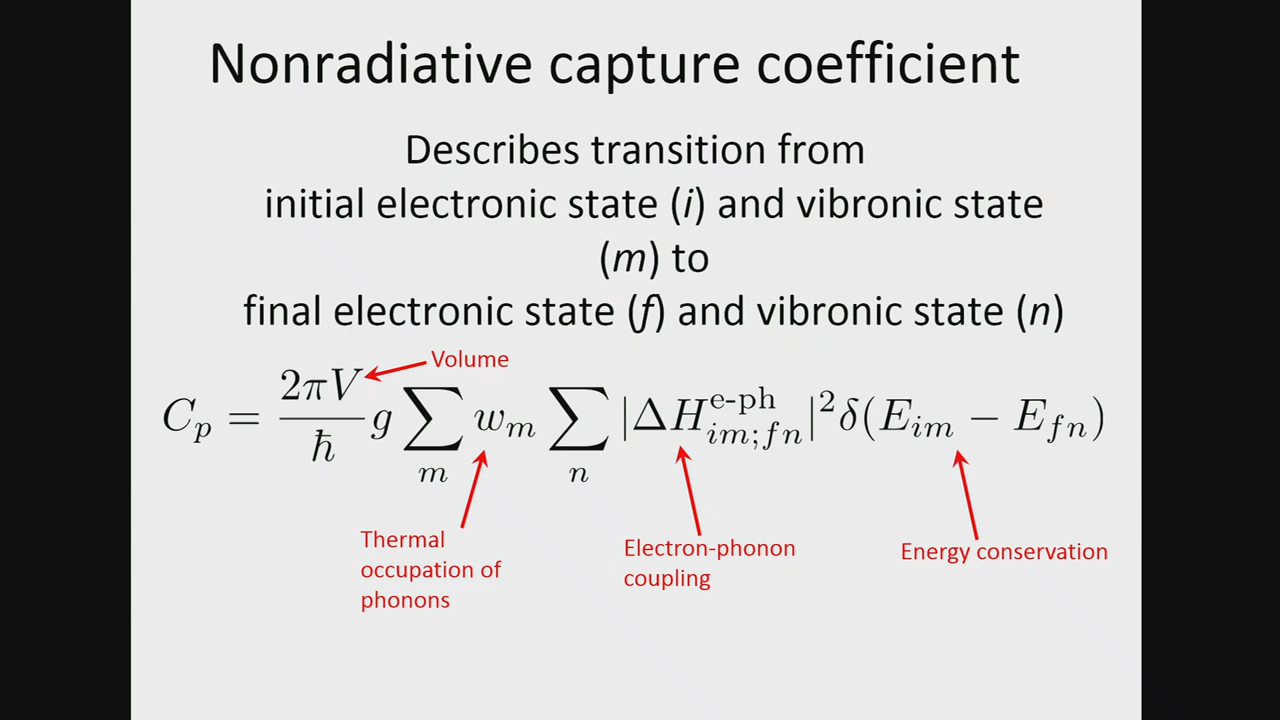 Nonradiative capture coefficient
Describes transition from
initial electronic state (i) and vibronic state
(m) to
final electronic state (f) and vibronic state (n)
Volume
C_p = \frac{2\pi V}{\hbar} g \sum_m w_m \sum_n |\Delta H_{im;fn}^{\text{e-ph}}|^2 \delta(E_{im} - E_{fn})
Thermal
occupation of
phonons
Electron-phonon
coupling
Energy conservation